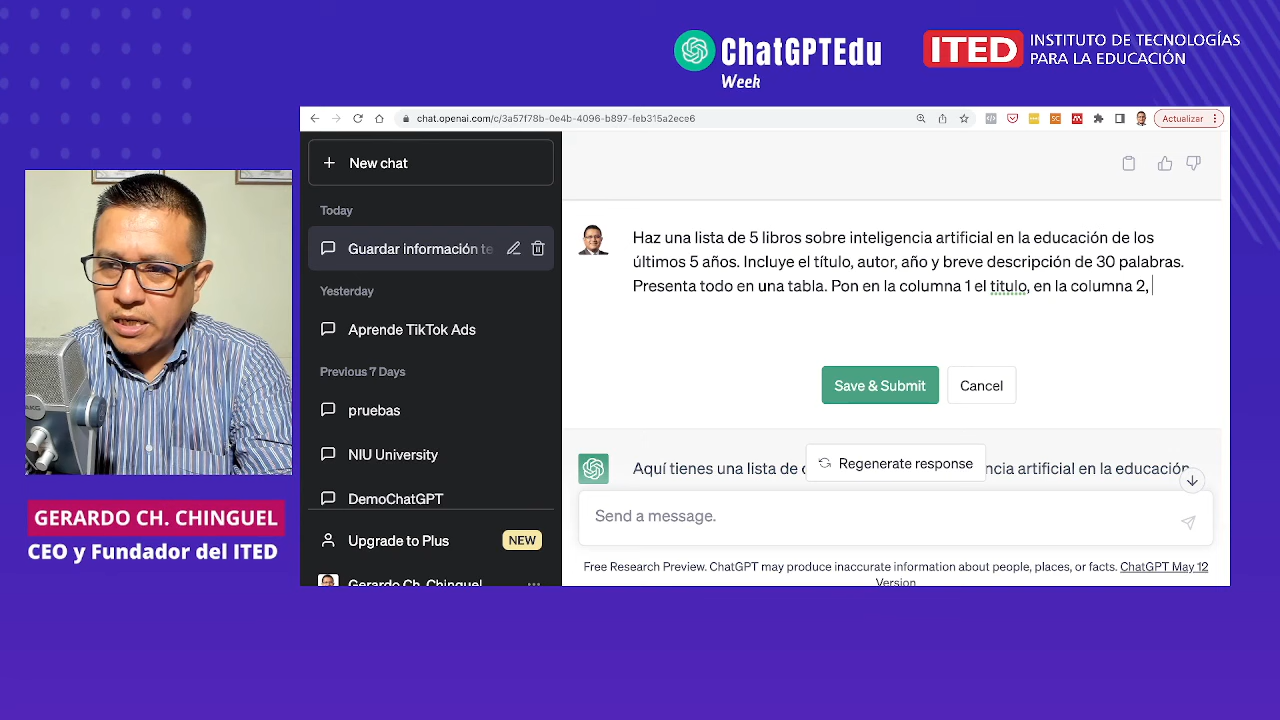 ChatGPTEdu
Week
ITED
INSTITUTO DE TECNOLOGÍAS
PARA LA EDUCACIÓN
chat.openai.com/c/3a57f78b-0e4b-4096-b897-feb315a2ece6
Actualizar
New chat
Today
Guardar información te
Yesterday
Aprende TikTok Ads
Previous 7 Days
pruebas
NIU University
DemoChatGPT
Upgrade to Plus
NEW
Gerardo Ch. Chinguel
Haz una lista de 5 libros sobre inteligencia artificial en la educación de los
últimos 5 años. Incluye el título, autor, año y breve descripción de 30 palabras.
Presenta todo en una tabla. Pon en la columna 1 el titulo, en la columna 2,
Save & Submit
Cancel
Aquí tienes una lista de
encia artificial en la educación
Regenerate response
Send a message.
Free Research Preview. ChatGPT may produce inaccurate information about people, places, or facts. ChatGPT May 12
Version
GERARDO CH. CHINGUEL
CEO y Fundador del ITED